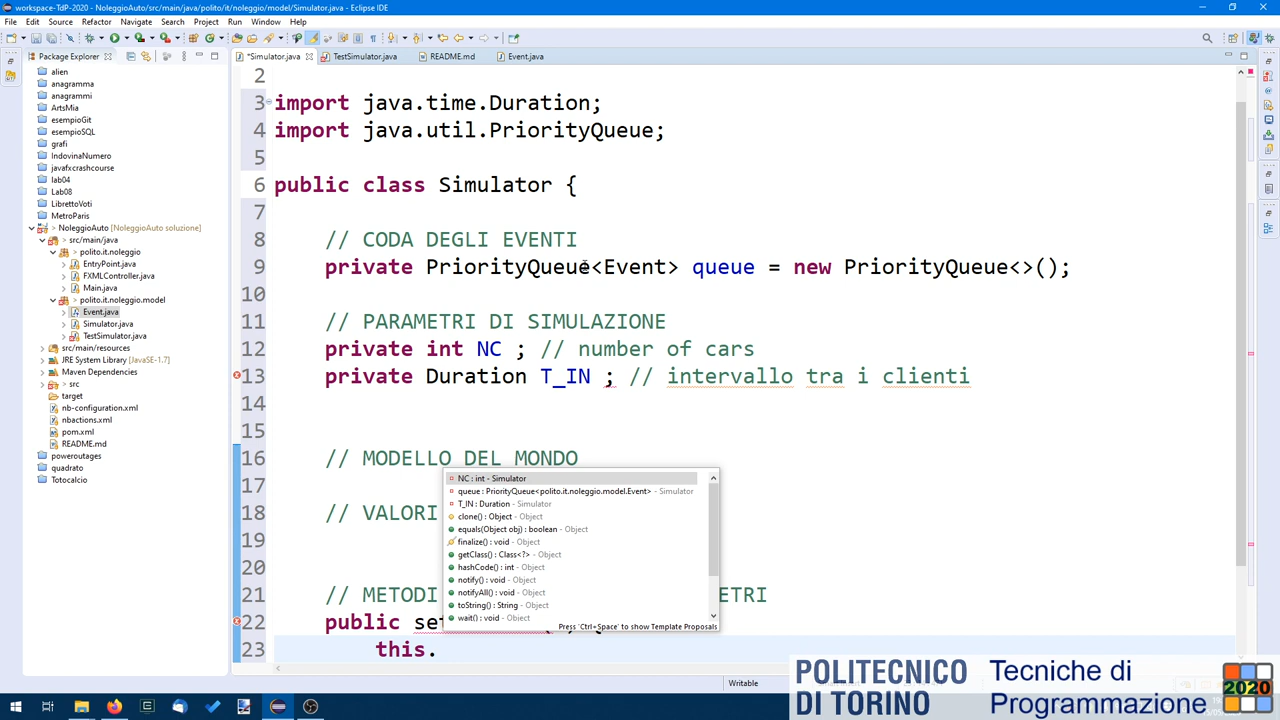 workspace-TdP-2020 - NoleggioAuto/src/main/java/polito/it/noleggio/model/Simulator.java - Eclipse IDE
File Edit Source Refactor Navigate Search Project Run Window Help
Package Explorer
*Simulator.java TestSimulator.java README.md Event.java
alien
anagramma
anagrammi
ArtsMia
esempioGit
esempioSQL
grafi
IndovinaNumero
javafxcrashcourse
lab04
Lab08
LibrettoVoti
MetroParis
> NoleggioAuto [NoleggioAuto soluzione]
> src/main/java
> polito.it.noleggio
EntryPoint.java
FXMLController.java
Main.java
> polito.it.noleggio.model
Event.java
Simulator.java
TestSimulator.java
src/main/resources
JRE System Library [JavaSE-1.7]
Maven Dependencies
> src
target
nb-configuration.xml
nbactions.xml
pom.xml
README.md
poweroutages
quadrato
Totocalcio
2
3 import java.time.Duration;
4 import java.util.PriorityQueue;
5
6 public class Simulator {
7
8 // CODA DEGLI EVENTI
9 private PriorityQueue<Event> queue = new PriorityQueue<>();
10
11 // PARAMETRI DI SIMULAZIONE
12 private int NC ; // number of cars
13 private Duration T_IN ; // intervallo tra i clienti
14
15
16 // MODELLO DEL MONDO
17
18 // VALORI
19
20
21 // METODI ETRI
22 public se
23 this.
NC : int - Simulator
queue : PriorityQueue<polito.it.noleggio.model.Event> - Simulator
T_IN : Duration - Simulator
clone() : Object - Object
equals(Object obj) : boolean - Object
finalize() : void - Object
getClass() : Class<?> - Object
hashCode() : int - Object
notify() : void - Object
notifyAll() : void - Object
toString() : String - Object
wait() : void - Object
Press 'Ctrl+Space' to show Template Proposals
Writable
POLITECNICO
DI TORINO
Tecniche di
Programmazione
2020